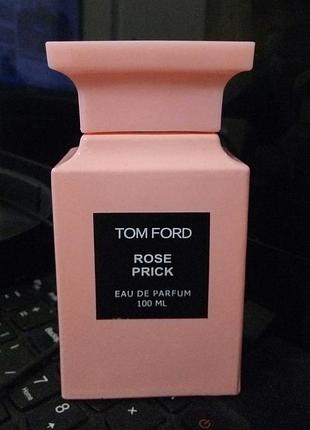 TOM FORD
ROSE
PRICK
EAU DE PARFUM
100 ML